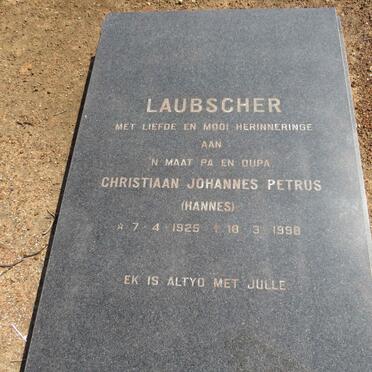 LAUBSCHER
MET LIEFDE EN MOOI HERINNERINGE
AAN
'N MAAT PA EN OUPA
CHRISTIAAN JOHANNES PETRUS
(HANNES)
☆ 7 - 4 - 1925 † 18 3 - 1998
EK IS ALTYD MET JULLE